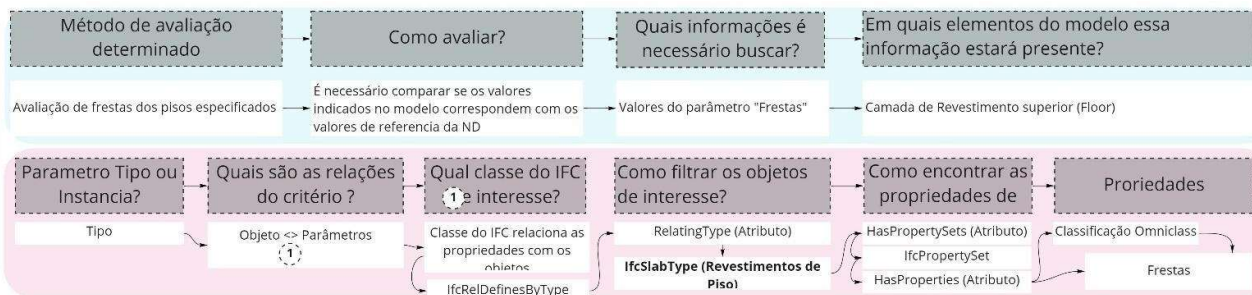 Método de avaliação
determinado
Como avaliar?
Quais informações é
necessário buscar?
Em quais elementos do modelo essa
informação estará presente?
Avaliação de frestas dos pisos especificados
É necessário comparar se os valores
indicados no modelo correspondem com os
valores de referencia da ND
Valores do parâmetro "Frestas"
Camada de Revestimento superior (Floor)
Parametro Tipo ou
Instancia?
Quais são as relações
do critério ?
Qual classe do IFC
1 e interesse?
Como filtrar os objetos
de interesse?
Como encontrar as
propriedades de
Proriedades
Tipo
Objeto <> Parâmetros
1
Classe do IFC relaciona as
propriedades com os
objetos
IfcRelDefinesByType
RelatingType (Atributo)
IfcSlabType (Revestimentos de
Piso)
HasPropertySets (Atributo)
IfcPropertySet
HasProperties (Atributo)
Classificação Omniclass
Frestas